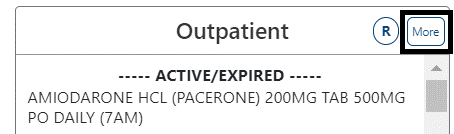 Outpatient R More
----- ACTIVE/EXPIRED -----
AMIODARONE HCL (PACERONE) 200MG TAB 500MG
PO DAILY (7AM)